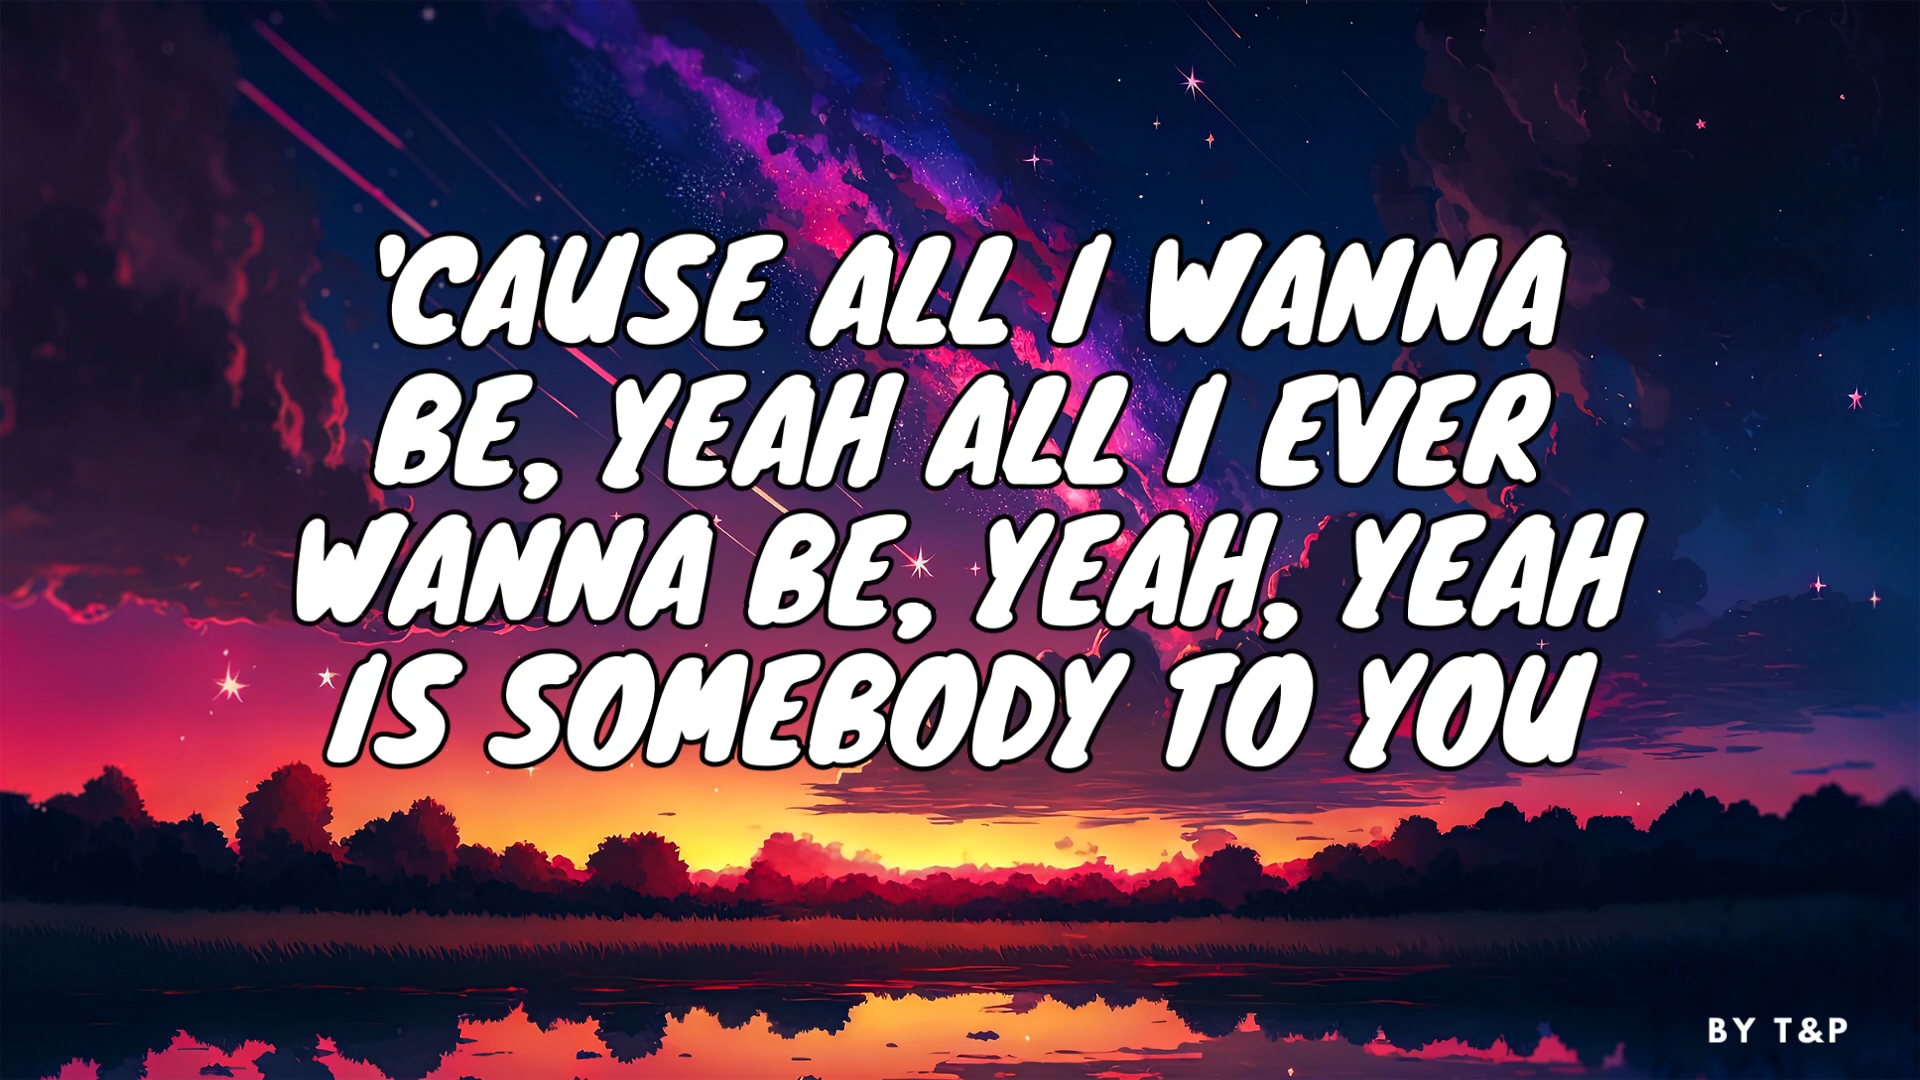 'CAUSE ALL I WANNA
BE, YEAH ALL I EVER
WANNA BE, YEAH, YEAH
IS SOMEBODY TO YOU
BY T&P